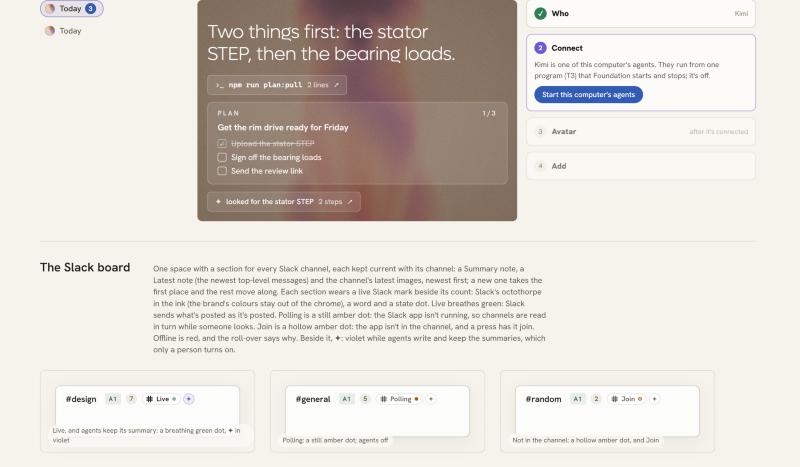 Today 3
Today
Two things first: the stator
STEP, then the bearing loads.
>_ npm run plan:pull 2 lines ↗
PLAN 1/3
Get the rim drive ready for Friday
Upload the stator STEP
Sign off the bearing loads
Send the review link
✦ looked for the stator STEP 2 steps ↗
✓ Who Kimi
2 Connect
Kimi is one of this computer's agents. They run from one
program (T3) that Foundation starts and stops; it's off.
Start this computer's agents
3 Avatar after it's connected
4 Add
The Slack board
One space with a section for every Slack channel, each kept current with its channel: a Summary note, a
Latest note (the newest top-level messages) and the channel's latest images, newest first; a new one takes the
first place and the rest move along. Each section wears a live Slack mark beside its count: Slack's octothorpe
in the ink (the brand's colours stay out of the chrome), a word and a state dot. Live breathes green: Slack
sends what's posted as it's posted. Polling is a still amber dot: the Slack app isn't running, so channels are read
in turn while someone looks. Join is a hollow amber dot: the app isn't in the channel, and a press has it join.
Offline is red, and the roll-over says why. Beside it, ✦: violet while agents write and keep the summaries, which
only a person turns on.
#design A1 7 Live ✦
Live, and agents keep its summary: a breathing green dot, ✦ in
violet
#general A1 5 Polling ✦
Polling: a still amber dot; agents off
#random A1 2 Join ✦
Not in the channel: a hollow amber dot, and Join